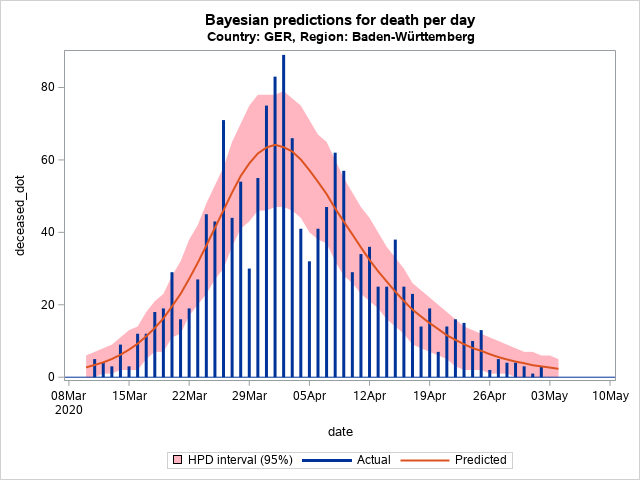 Bayesian predictions for death per day
Country: GER, Region: Baden-Württemberg
deceased_dot
80
60
40
20
0
08Mar 15Mar 22Mar 29Mar 05Apr 12Apr 19Apr 26Apr 03May 10May
2020
date
HPD interval (95%) Actual Predicted